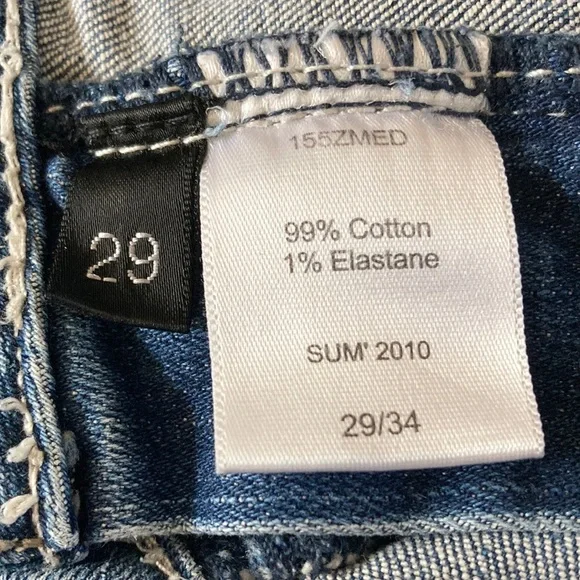 29
155ZMED
99% Cotton
1% Elastane
SUM' 2010
29/34